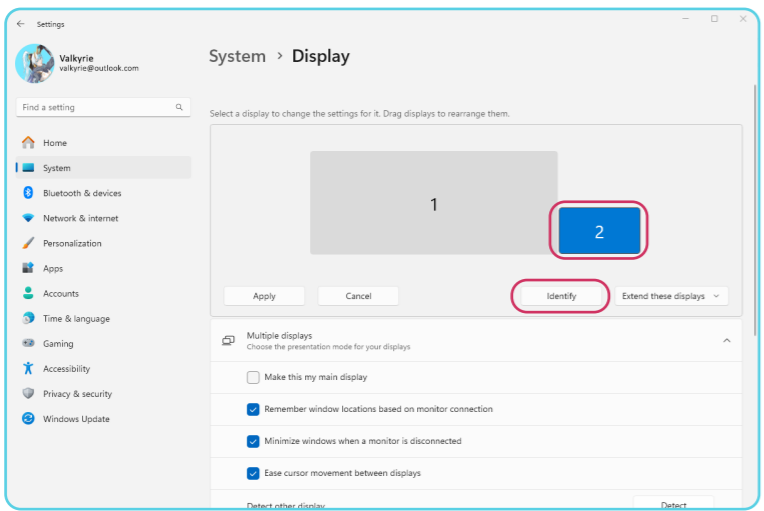 Settings
Valkyrie
valkyrie@outlook.com
System > Display
Find a setting
Select a display to change the settings for it. Drag displays to rearrange them.
Home
System
Bluetooth & devices
Network & internet
Personalization
Apps
Accounts
Time & language
Gaming
Accessibility
Privacy & security
Windows Update
1
2
Apply
Cancel
Identify
Extend these displays
Multiple displays
Choose the presentation mode for your displays
Make this my main display
Remember window locations based on monitor connection
Minimize windows when a monitor is disconnected
Ease cursor movement between displays
Detect other display
Detect